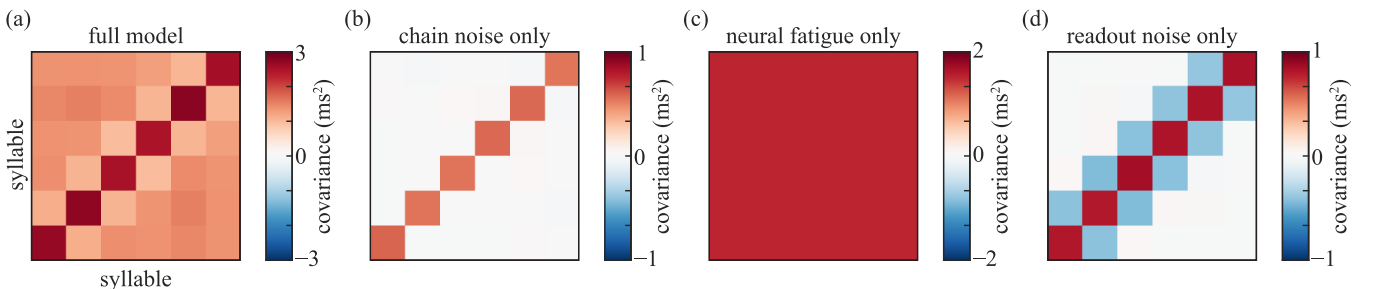 (a)
full model
syllable
syllable
3
0
−3
covariance (ms²)
(b)
chain noise only
1
0
−1
covariance (ms²)
(c)
neural fatigue only
2
0
−2
covariance (ms²)
(d)
readout noise only
1
0
−1
covariance (ms²)